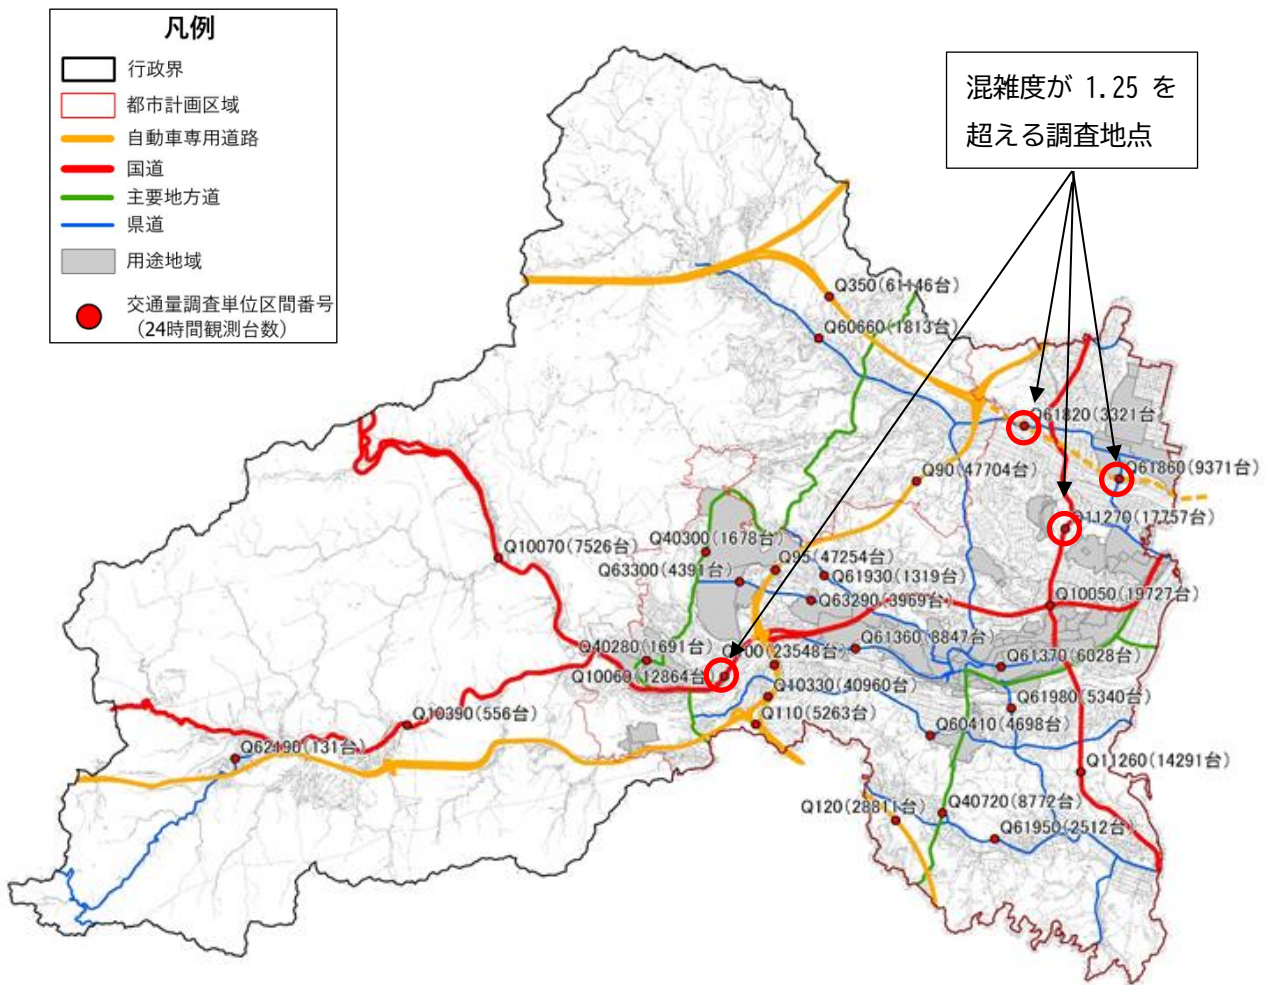 凡例
行政界
都市計画区域
自動車専用道路
国道
主要地方道
県道
用途地域
交通量調査単位区間番号
（24時間観測台数）
混雑度が 1.25 を
超える調査地点
Q350(61146台)
Q60660(1813台)
Q61820(3321台)
Q90(47704台)
Q61860(9371台)
Q11270(17757台)
Q40300(1678台)
Q10070(7526台)
Q95(47254台)
Q63300(4391台)
Q61930(1319台)
Q63290(3969台)
Q10050(19727台)
Q61360(8847台)
Q40280(1691台)
Q100(23548台)
Q61370(6028台)
Q10060(12864台)
Q10330(40960台)
Q61980(5340台)
Q10390(556台)
Q110(5263台)
Q60410(4698台)
Q62190(131台)
Q11260(14291台)
Q120(28811台)
Q40720(8772台)
Q61950(2512台)